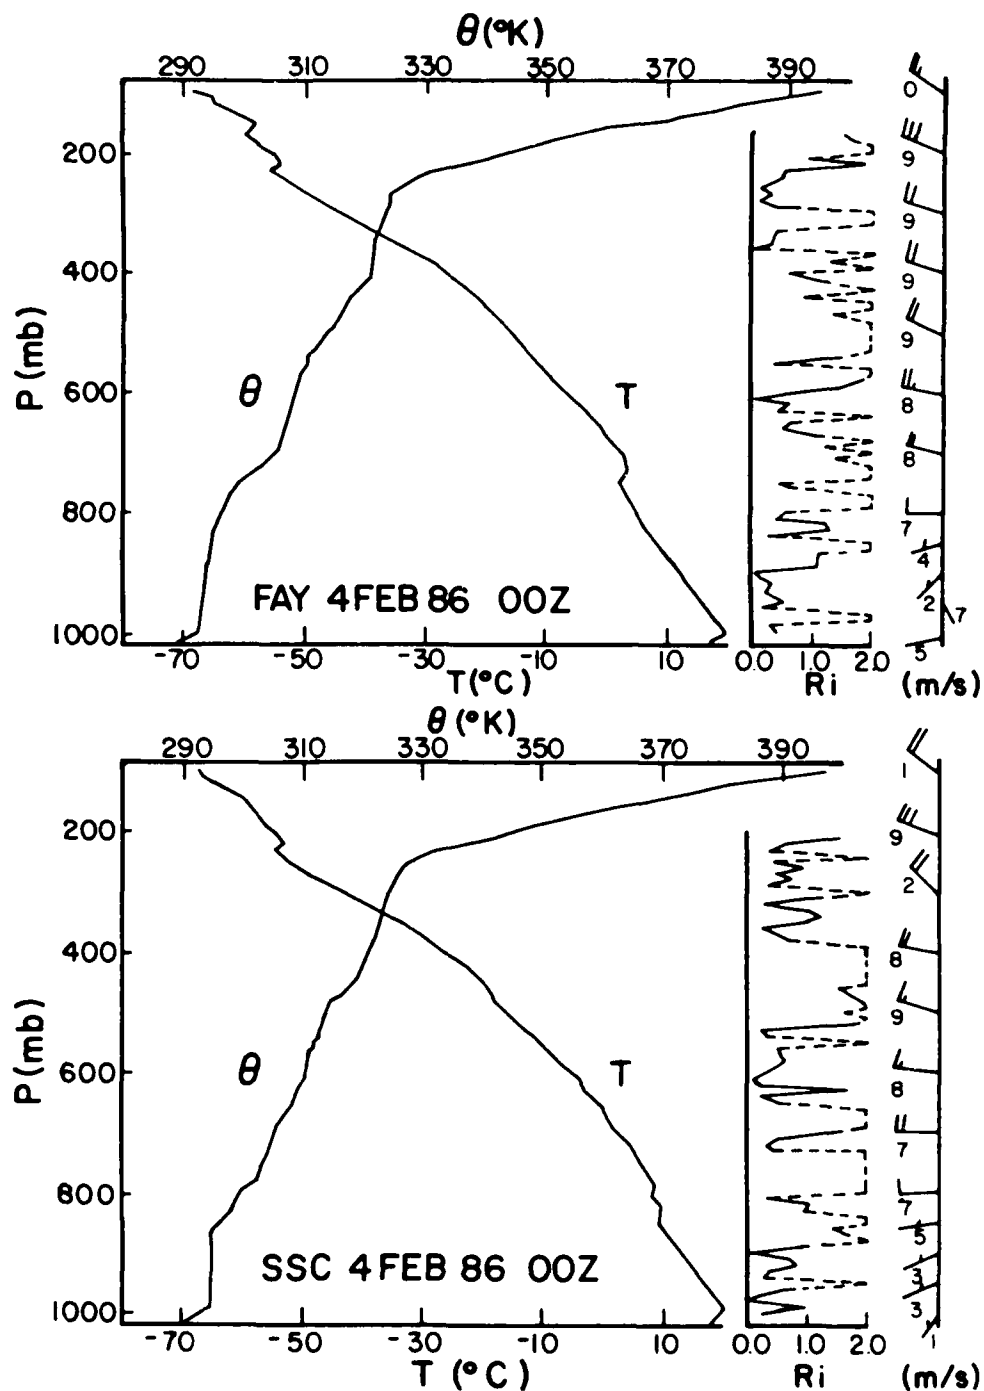 θ(°K)
290 310 330 350 370 390
0
200 9
9
400 9
P (mb)
9
600 θ T 8
8
800 7
4
FAY 4 FEB 86 00Z 2 7
1000 5
-70 -50 -30 -10 10 0.0 1.0 2.0
T(°C) Ri (m/s)
θ (°K)
290 310 330 350 370 390
1
200 9
2
400 8
P (mb)
9
600 θ T 8
7
800 7
5
SSC 4 FEB 86 00Z 3
1000 3
1
-70 -50 -30 -10 10 0.0 1.0 2.0
T (°C) Ri (m/s)